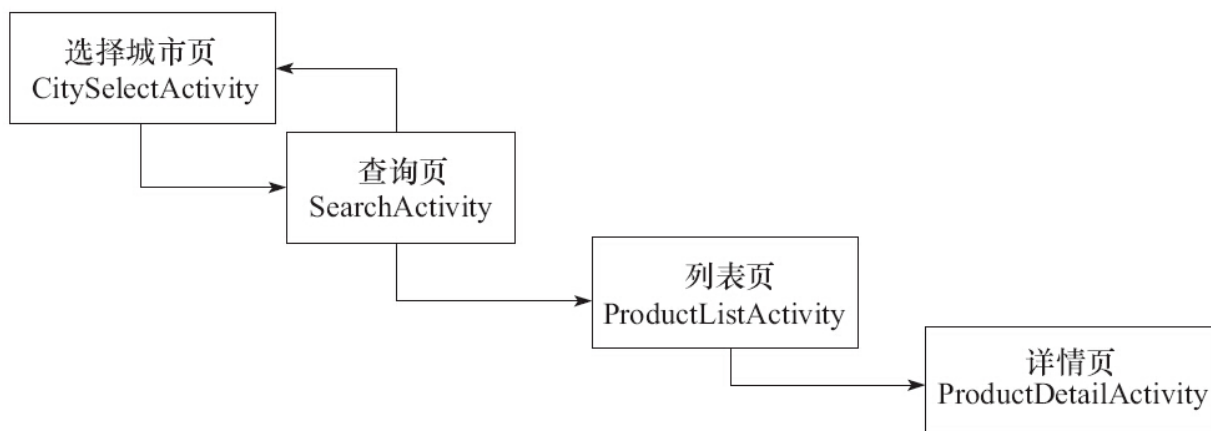 选择城市页
CitySelectActivity
查询页
SearchActivity
列表页
ProductListActivity
详情页
ProductDetailActivity